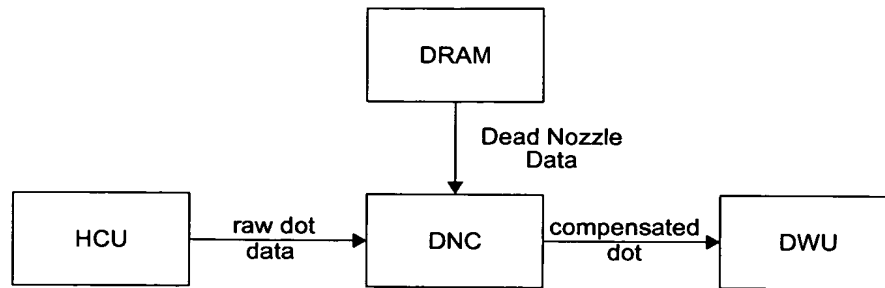 DRAM
Dead Nozzle
Data
HCU
raw dot
data
DNC
compensated
dot
DWU